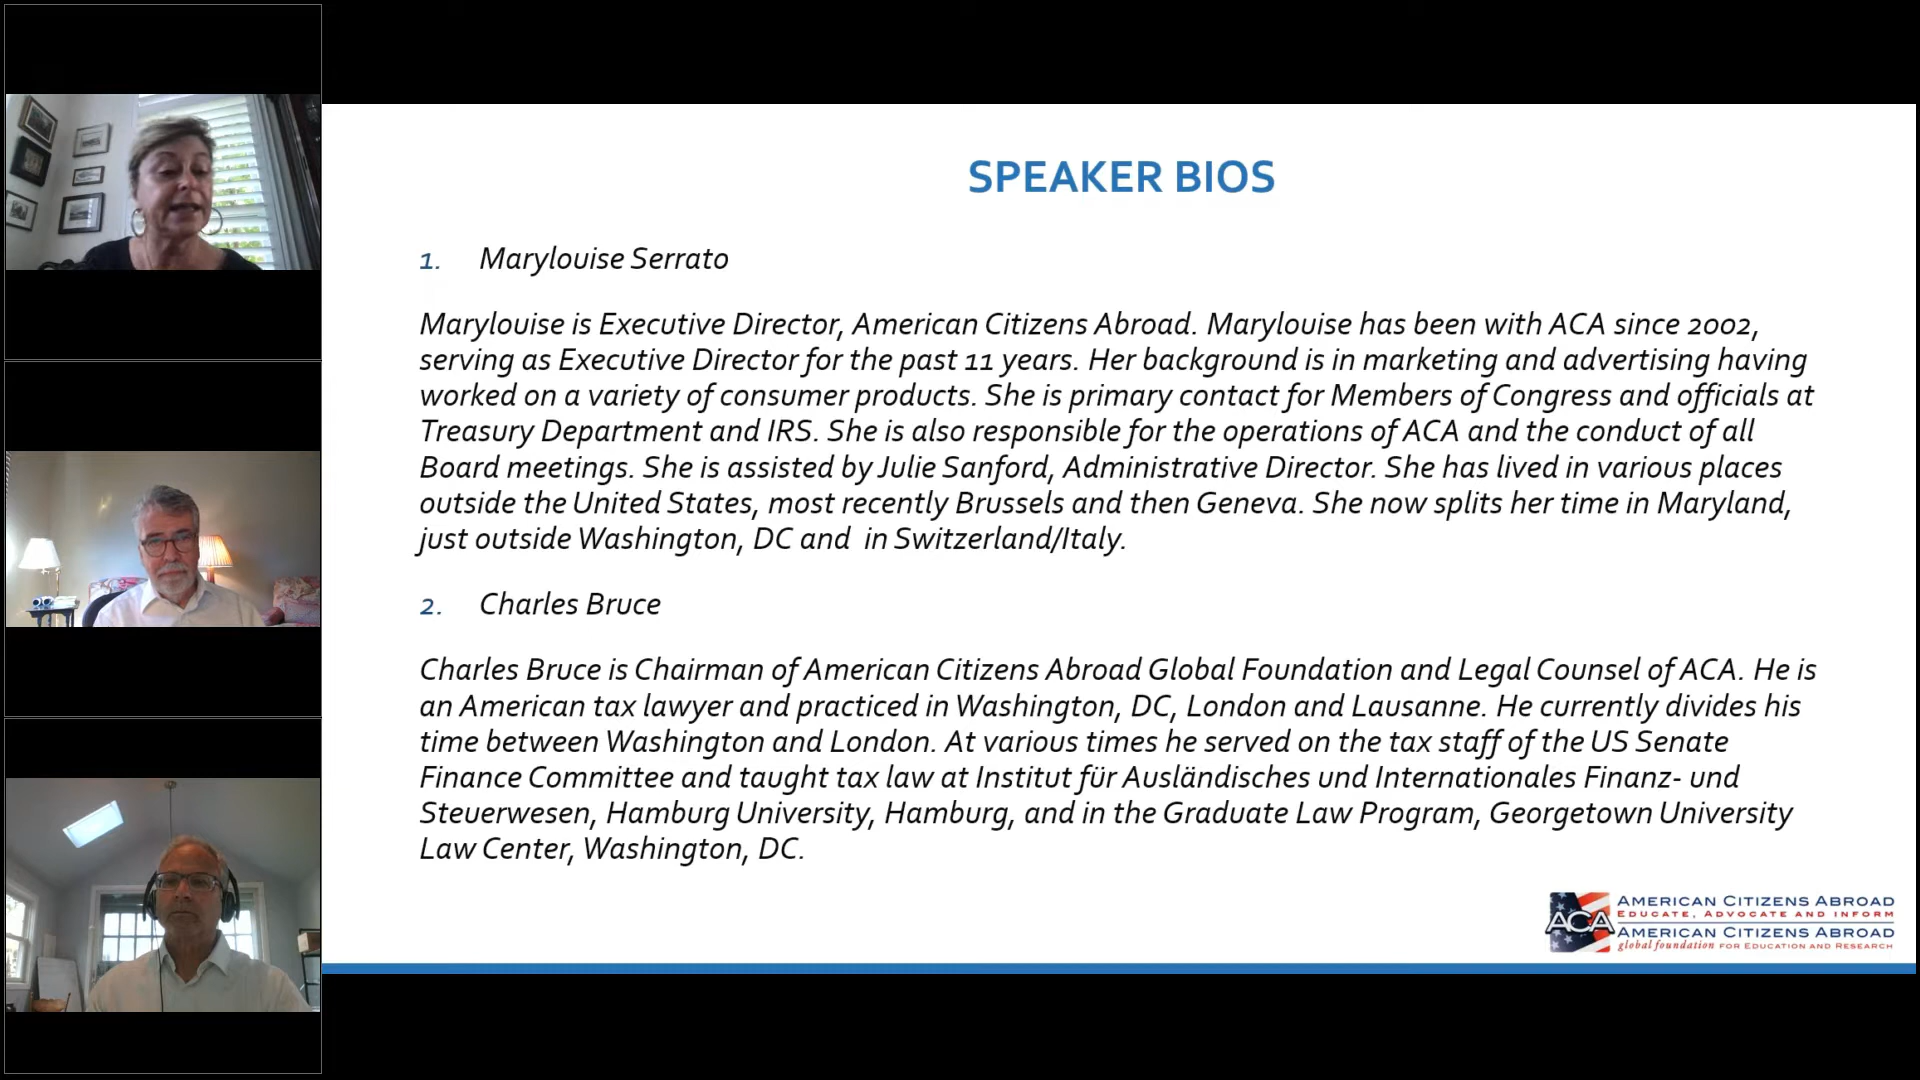 SPEAKER BIOS
1. Marylouise Serrato
Marylouise is Executive Director, American Citizens Abroad. Marylouise has been with ACA since 2002,
serving as Executive Director for the past 11 years. Her background is in marketing and advertising having
worked on a variety of consumer products. She is primary contact for Members of Congress and officials at
Treasury Department and IRS. She is also responsible for the operations of ACA and the conduct of all
Board meetings. She is assisted by Julie Sanford, Administrative Director. She has lived in various places
outside the United States, most recently Brussels and then Geneva. She now splits her time in Maryland,
just outside Washington, DC and  in Switzerland/Italy.
2. Charles Bruce
Charles Bruce is Chairman of American Citizens Abroad Global Foundation and Legal Counsel of ACA. He is
an American tax lawyer and practiced in Washington, DC, London and Lausanne. He currently divides his
time between Washington and London. At various times he served on the tax staff of the US Senate
Finance Committee and taught tax law at Institut für Ausländisches und Internationales Finanz- und
Steuerwesen, Hamburg University, Hamburg, and in the Graduate Law Program, Georgetown University
Law Center, Washington, DC.
ACA
AMERICAN CITIZENS ABROAD
EDUCATE, ADVOCATE AND INFORM
AMERICAN CITIZENS ABROAD
global foundation FOR EDUCATION AND RESEARCH